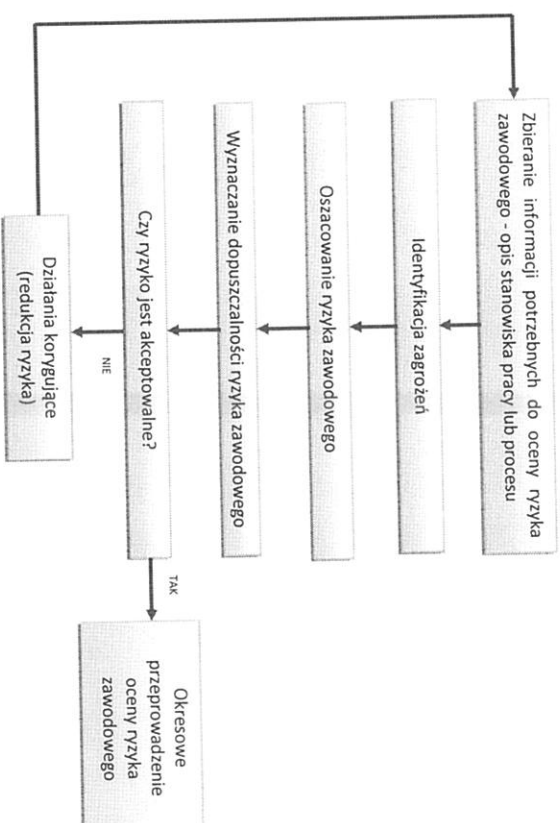 Zbieranie informacji potrzebnych do oceny ryzyka
zawodowego - opis stanowiska pracy lub procesu
Identyfikacja zagrożeń
Oszacowanie ryzyka zawodowego
Wyznaczanie dopuszczalności ryzyka zawodowego
Czy ryzyko jest akceptowalne?
TAK
Okresowe
przeprowadzenie
oceny ryzyka
zawodowego
NIE
Działania korygujące
(redukcja ryzyka)